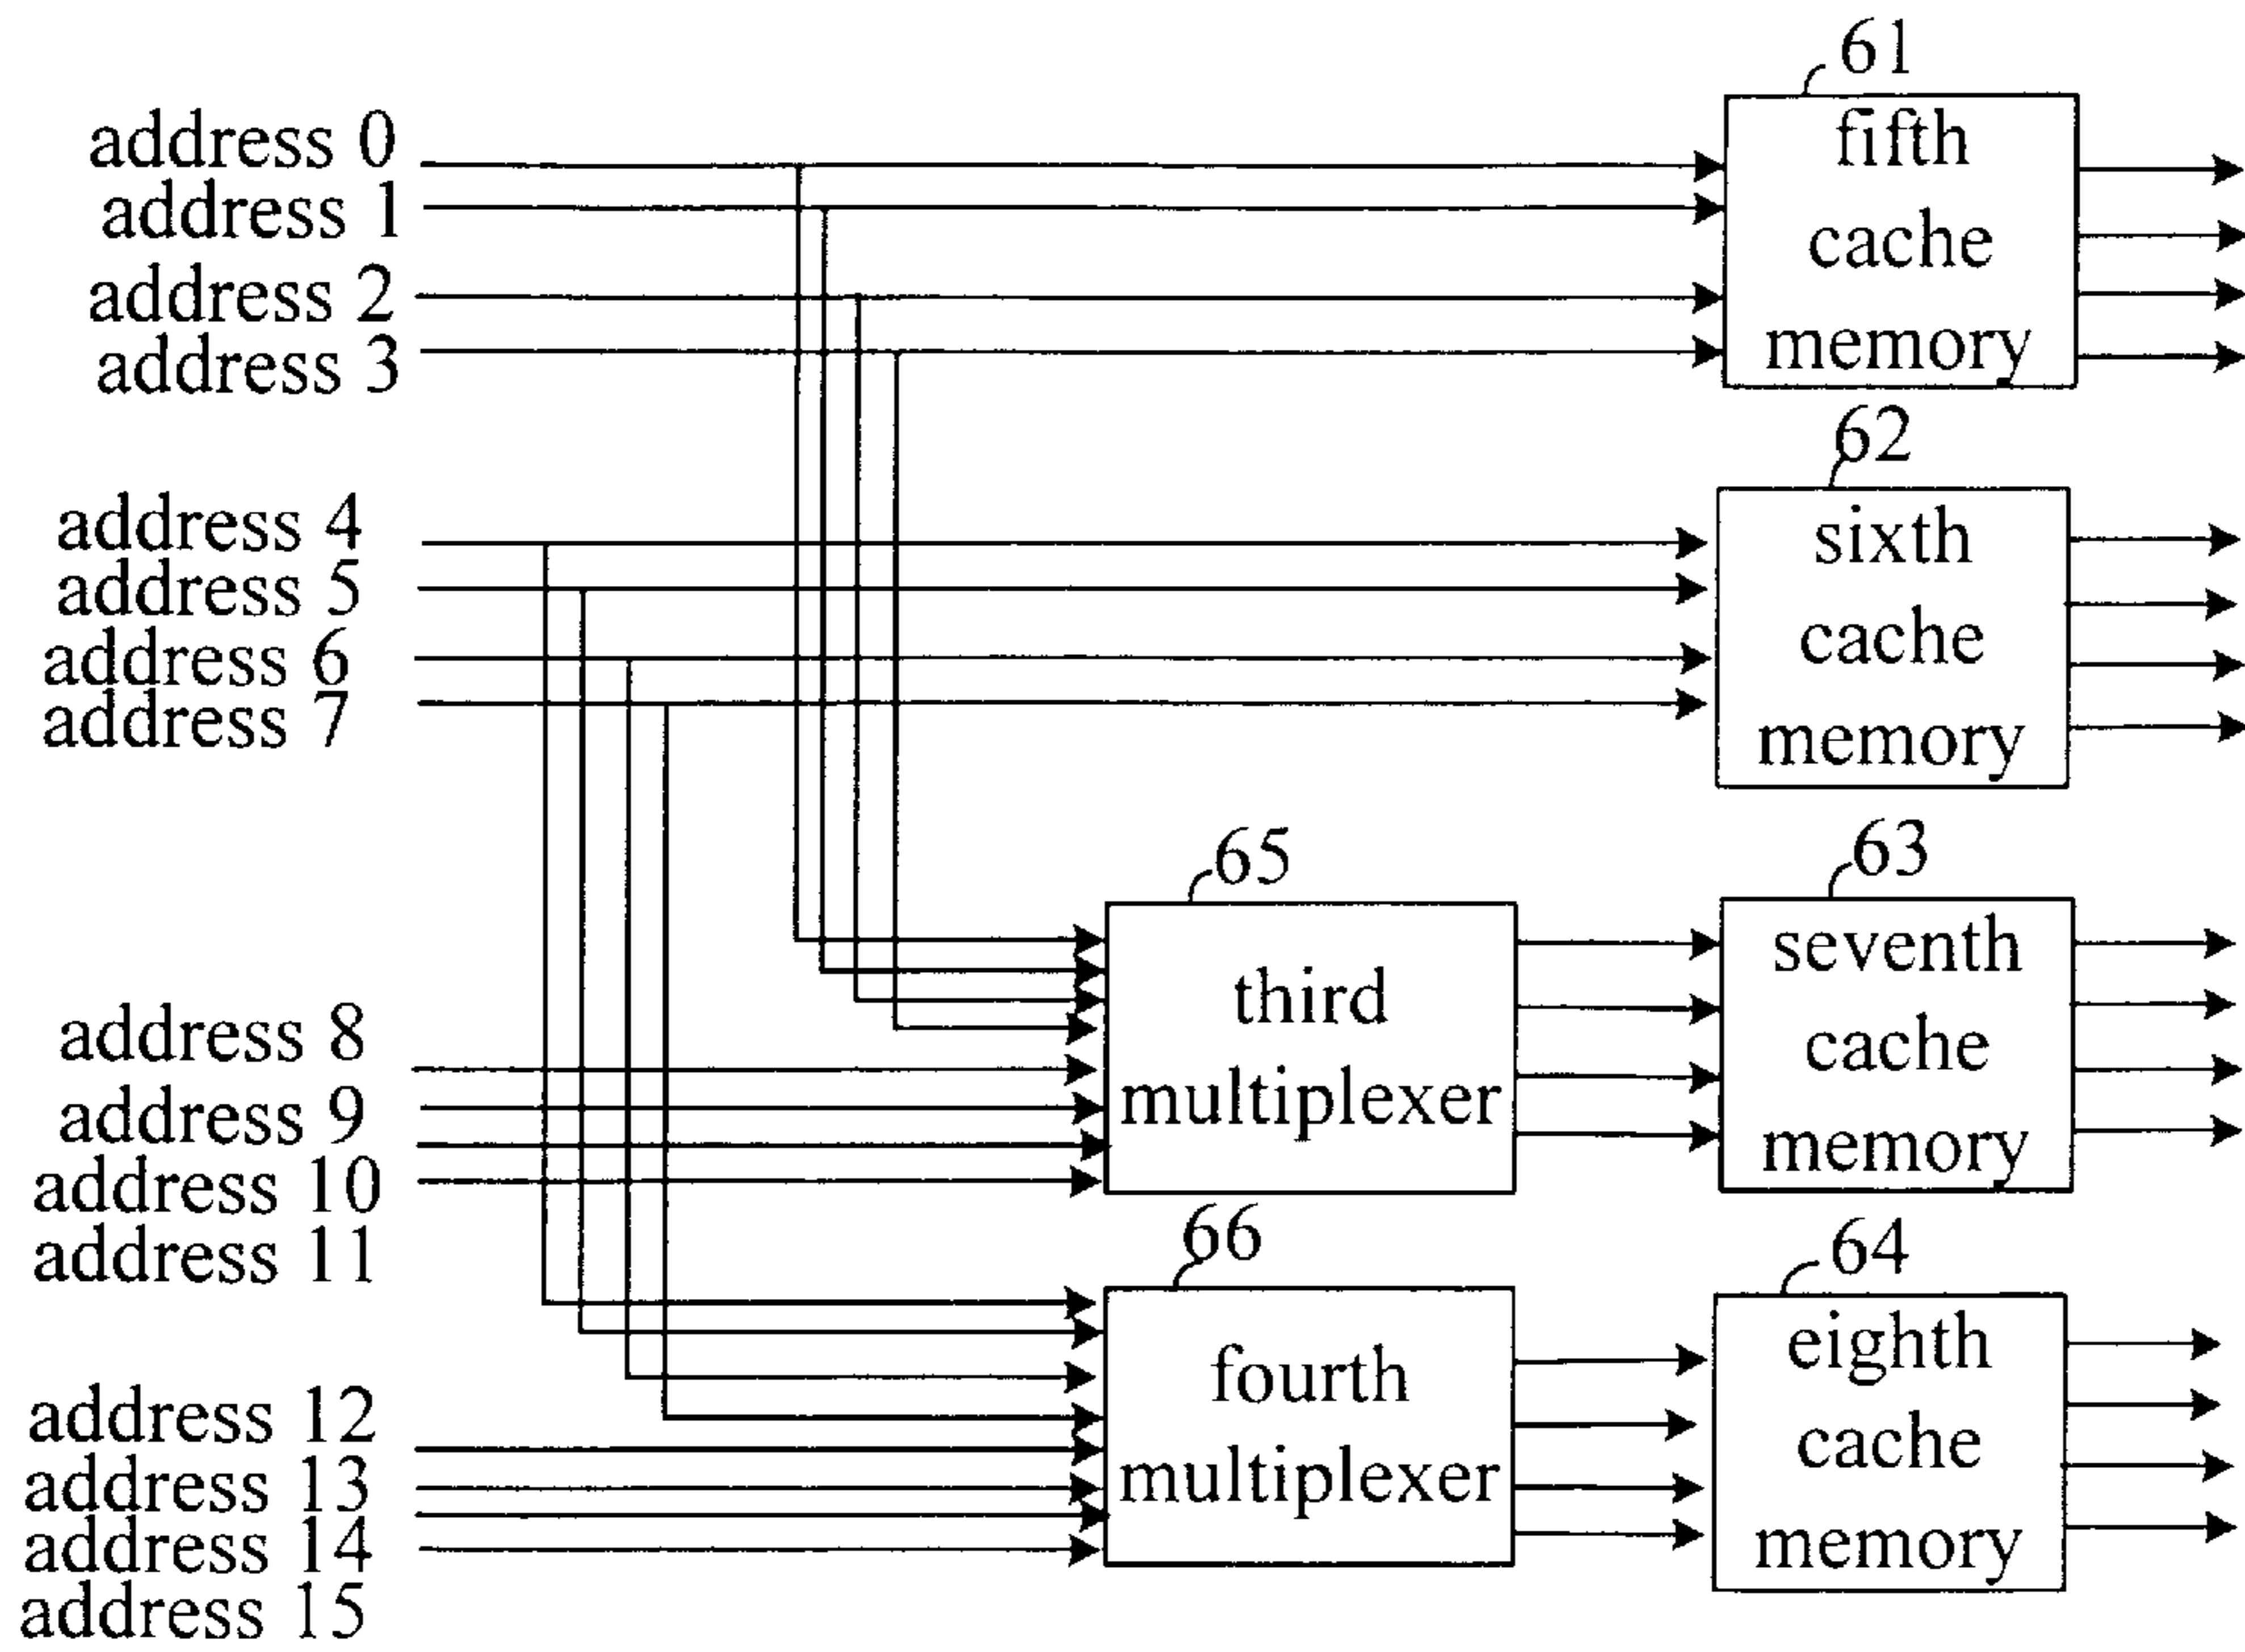 61
address 0
address 1
address 2
address 3
fifth
cache
memory
62
address 4
address 5
address 6
address 7
sixth
cache
memory
65
63
address 8
address 9
address 10
address 11
third
multiplexer
seventh
cache
memory
66
64
address 12
address 13
address 14
address 15
fourth
multiplexer
eighth
cache
memory